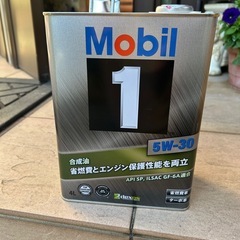 Mobil
1
5W-30
合成油
省燃費とエンジン保護性能を両立
API SP, ILSAC GF-6A適合
4L